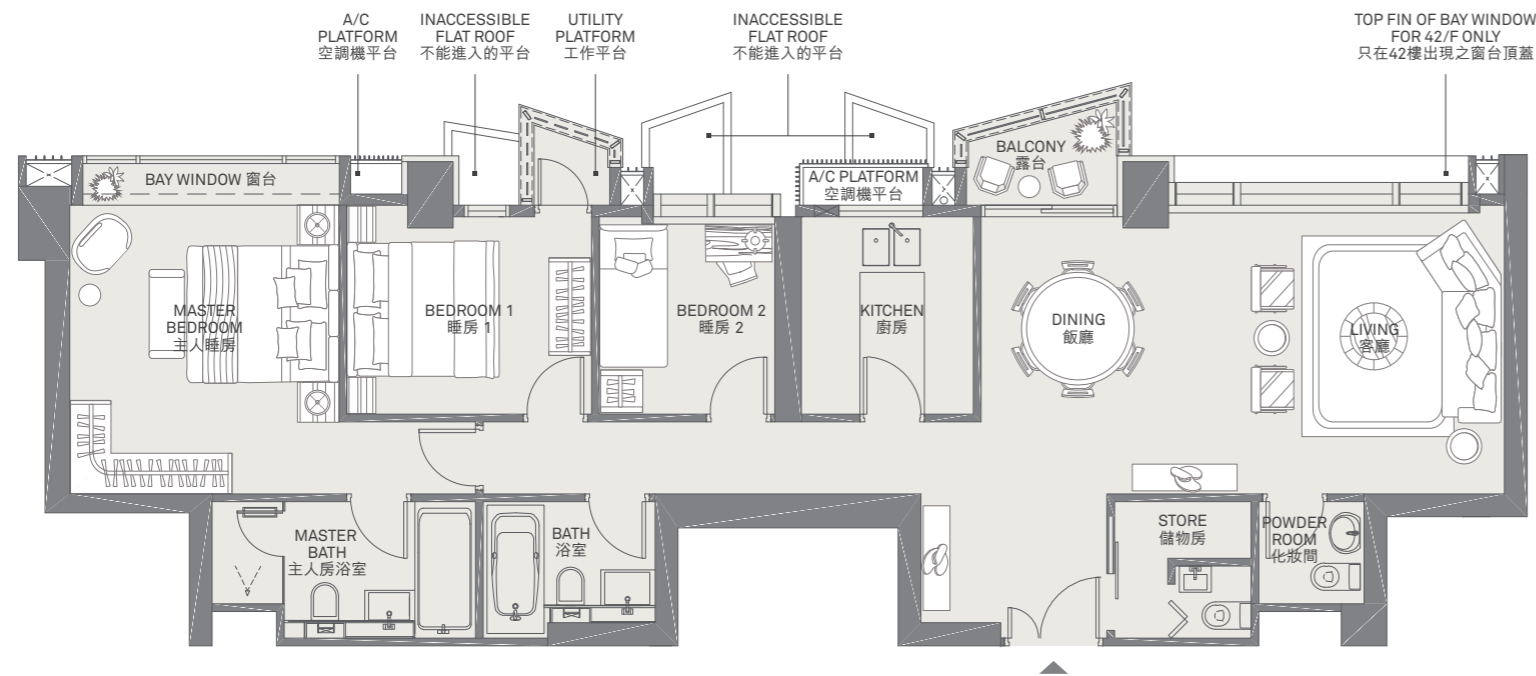 A/C
PLATFORM
空調機平台
INACCESSIBLE
FLAT ROOF
不能進入的平台
UTILITY
PLATFORM
工作平台
INACCESSIBLE
FLAT ROOF
不能進入的平台
TOP FIN OF BAY WINDOW
FOR 42/F ONLY
只在42樓出現之窗台頂蓋
BAY WINDOW 窗台
A/C PLATFORM
空調機平台
BALCONY
露台
MASTER
BEDROOM
主人睡房
BEDROOM 1
睡房 1
BEDROOM 2
睡房 2
KITCHEN
廚房
DINING
飯廳
LIVING
客廳
MASTER
BATH
主人房浴室
BATH
浴室
STORE
儲物房
POWDER
ROOM
化妝間